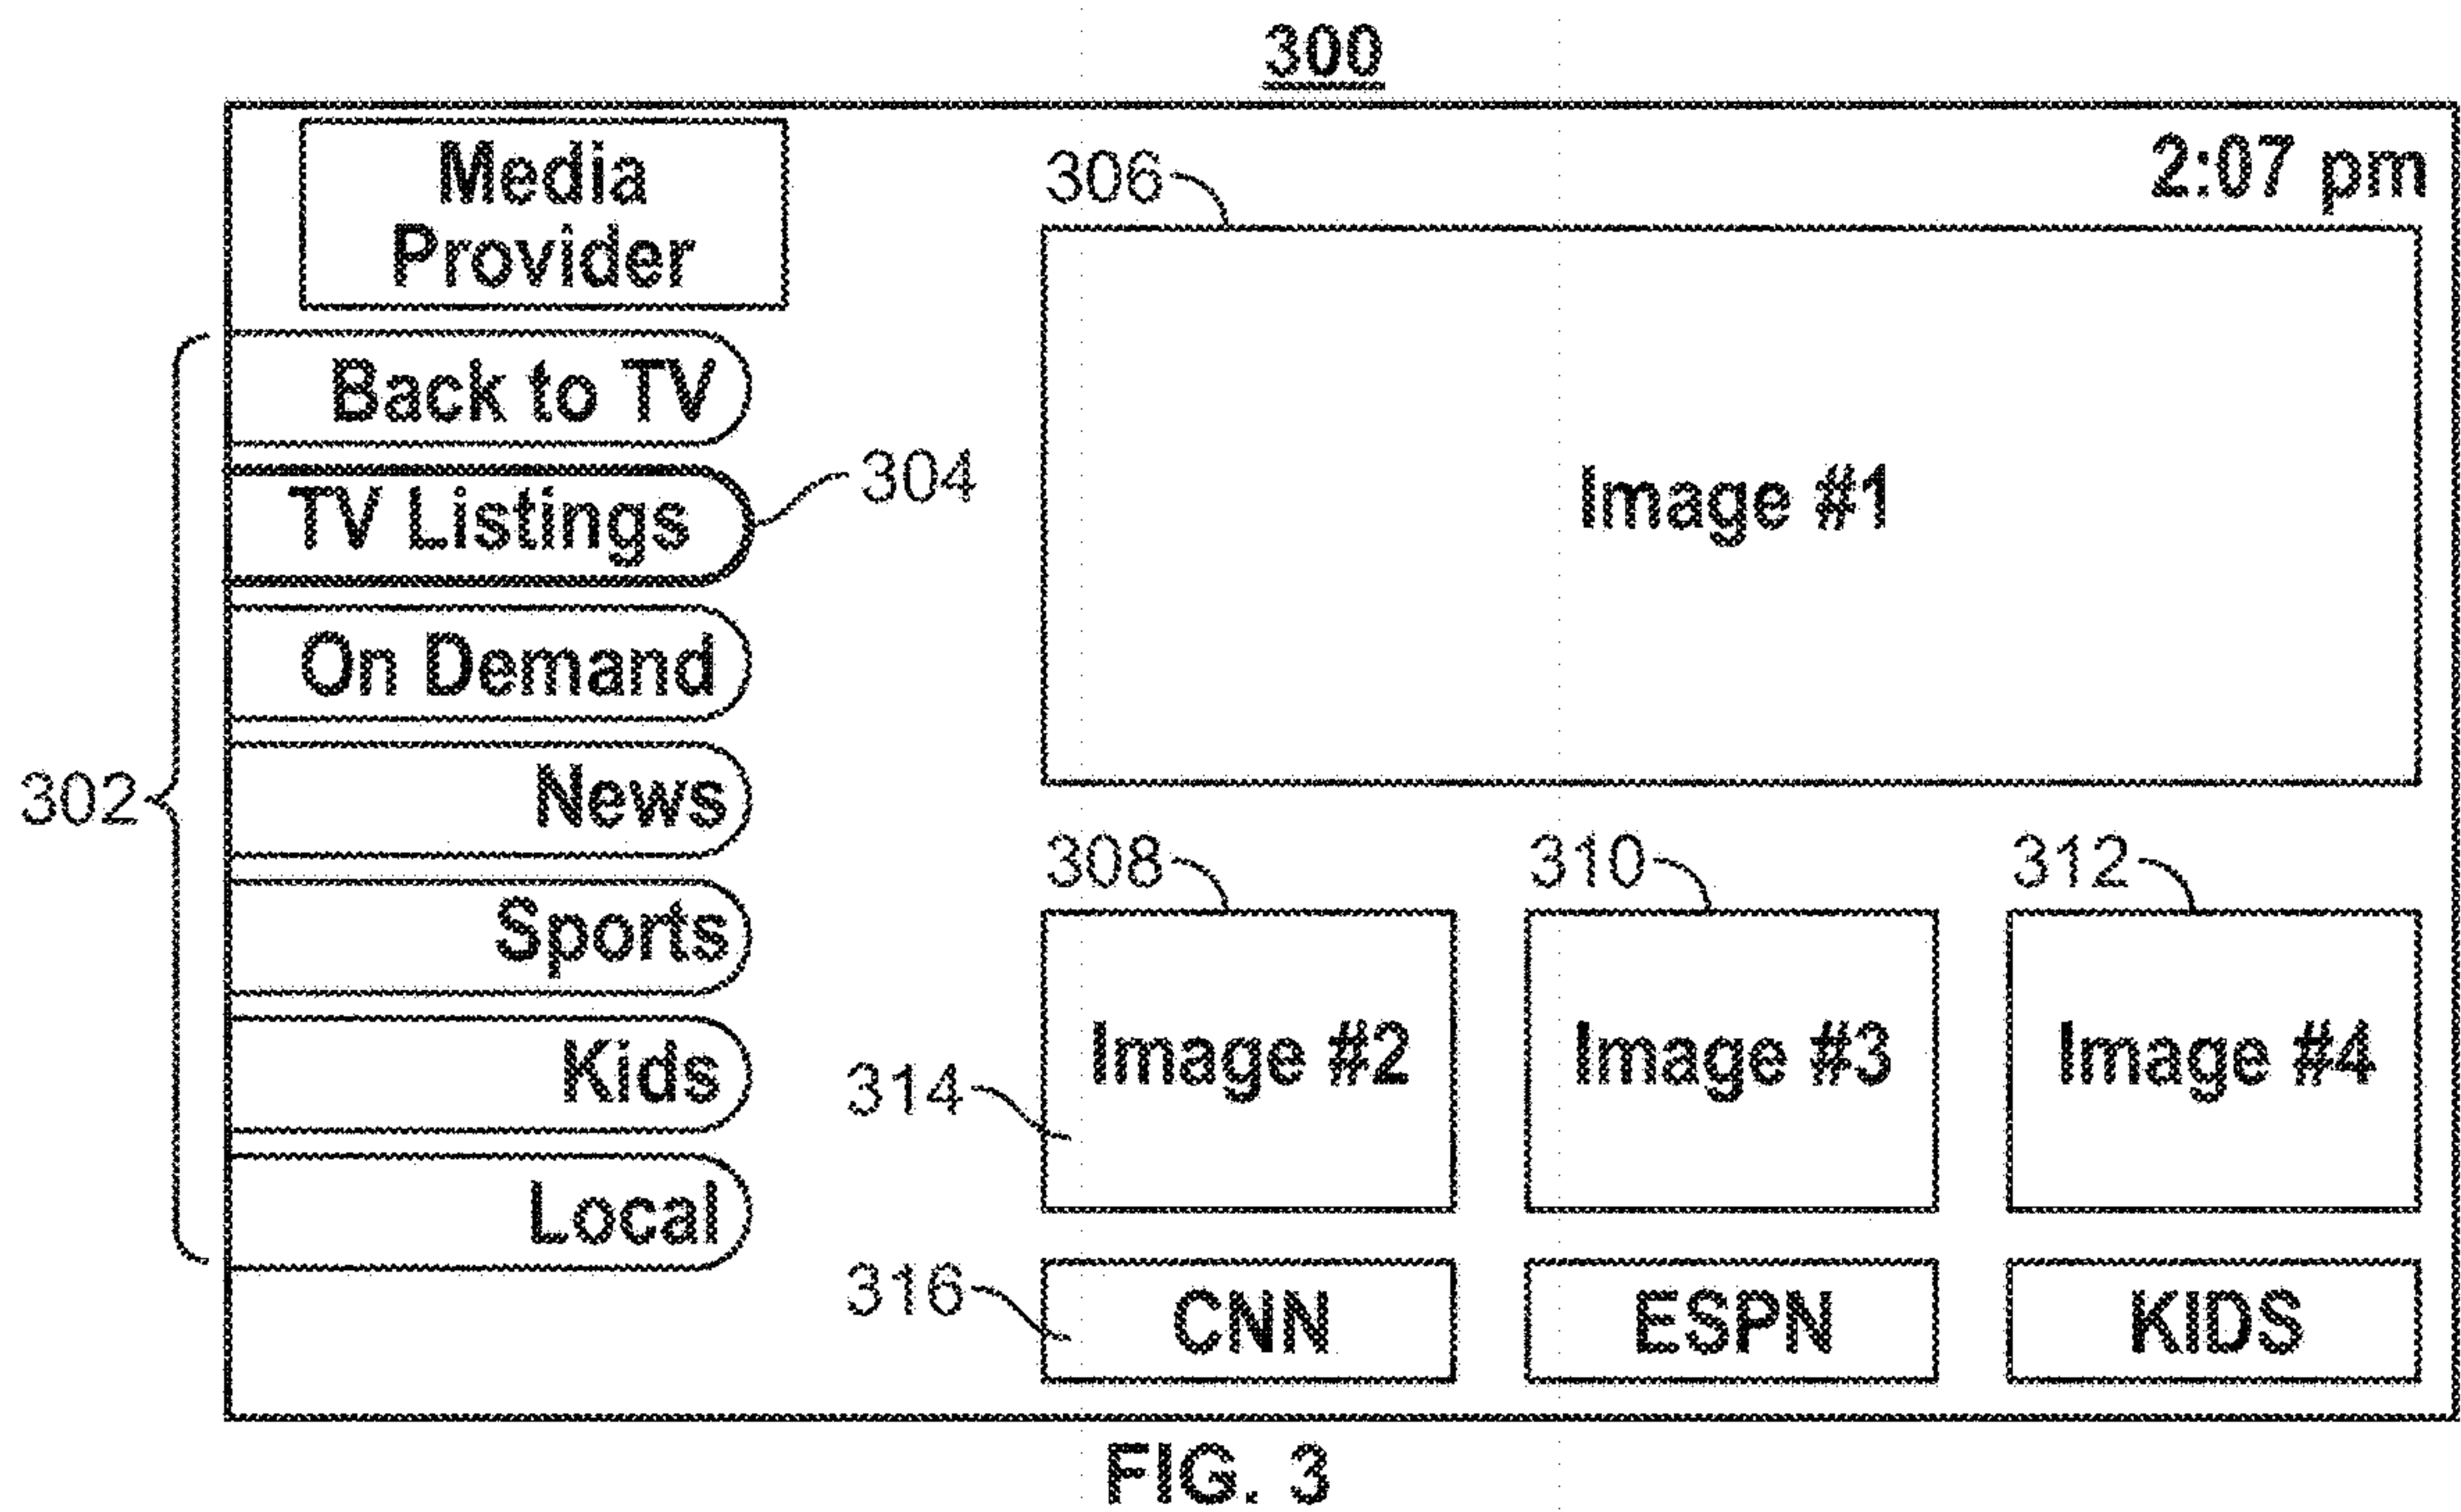 300
Media
Provider
2:07 pm
306
Back to TV
TV Listings
304
Image #1
On Demand
News
302
Sports
308
310
312
Kids
314
Image #2
Image #3
Image #4
Local
316
CNN
ESPN
KIDS
FIG. 3